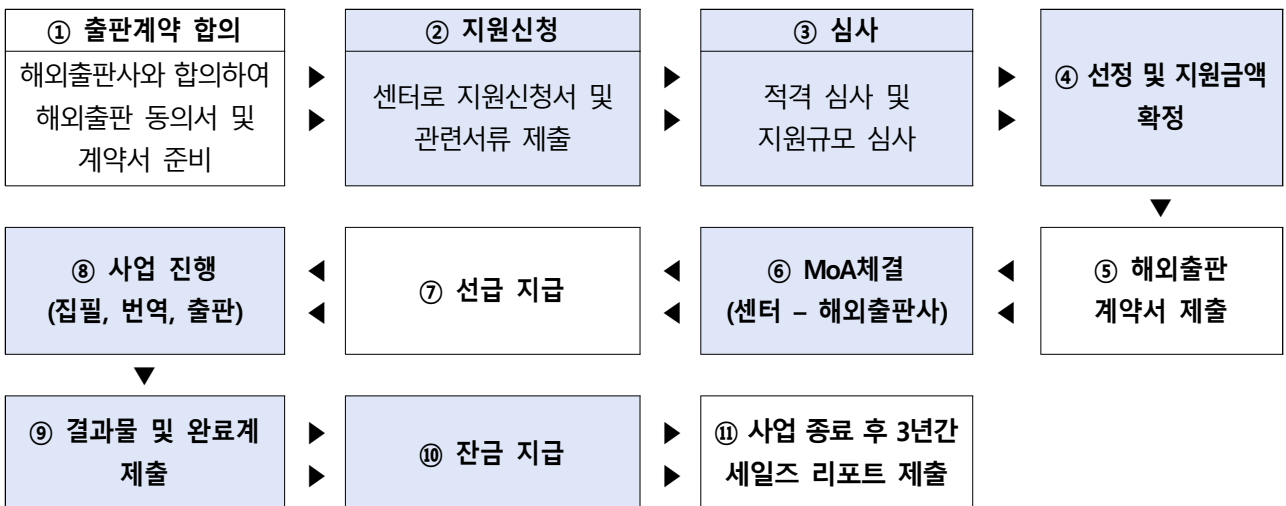 ① 출판계약 합의
해외출판사와 합의하여
해외출판 동의서 및
계약서 준비
▶
▶
② 지원신청
센터로 지원신청서 및
관련서류 제출
▶
▶
③ 심사
적격 심사 및
지원규모 심사
▶
▶
④ 선정 및 지원금액
확정
▼
⑤ 해외출판
계약서 제출
◀
◀
⑥ MoA체결
(센터 – 해외출판사)
◀
◀
⑦ 선급 지급
◀
◀
⑧ 사업 진행
(집필, 번역, 출판)
▼
⑨ 결과물 및 완료계
제출
▶
▶
⑩ 잔금 지급
▶
▶
⑪ 사업 종료 후 3년간
세일즈 리포트 제출